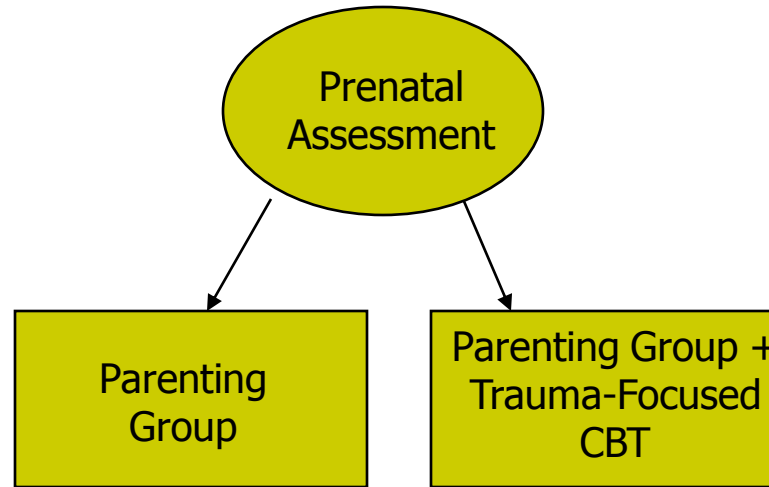 Prenatal
Assessment
Parenting
Group
Parenting Group +
Trauma-Focused
CBT